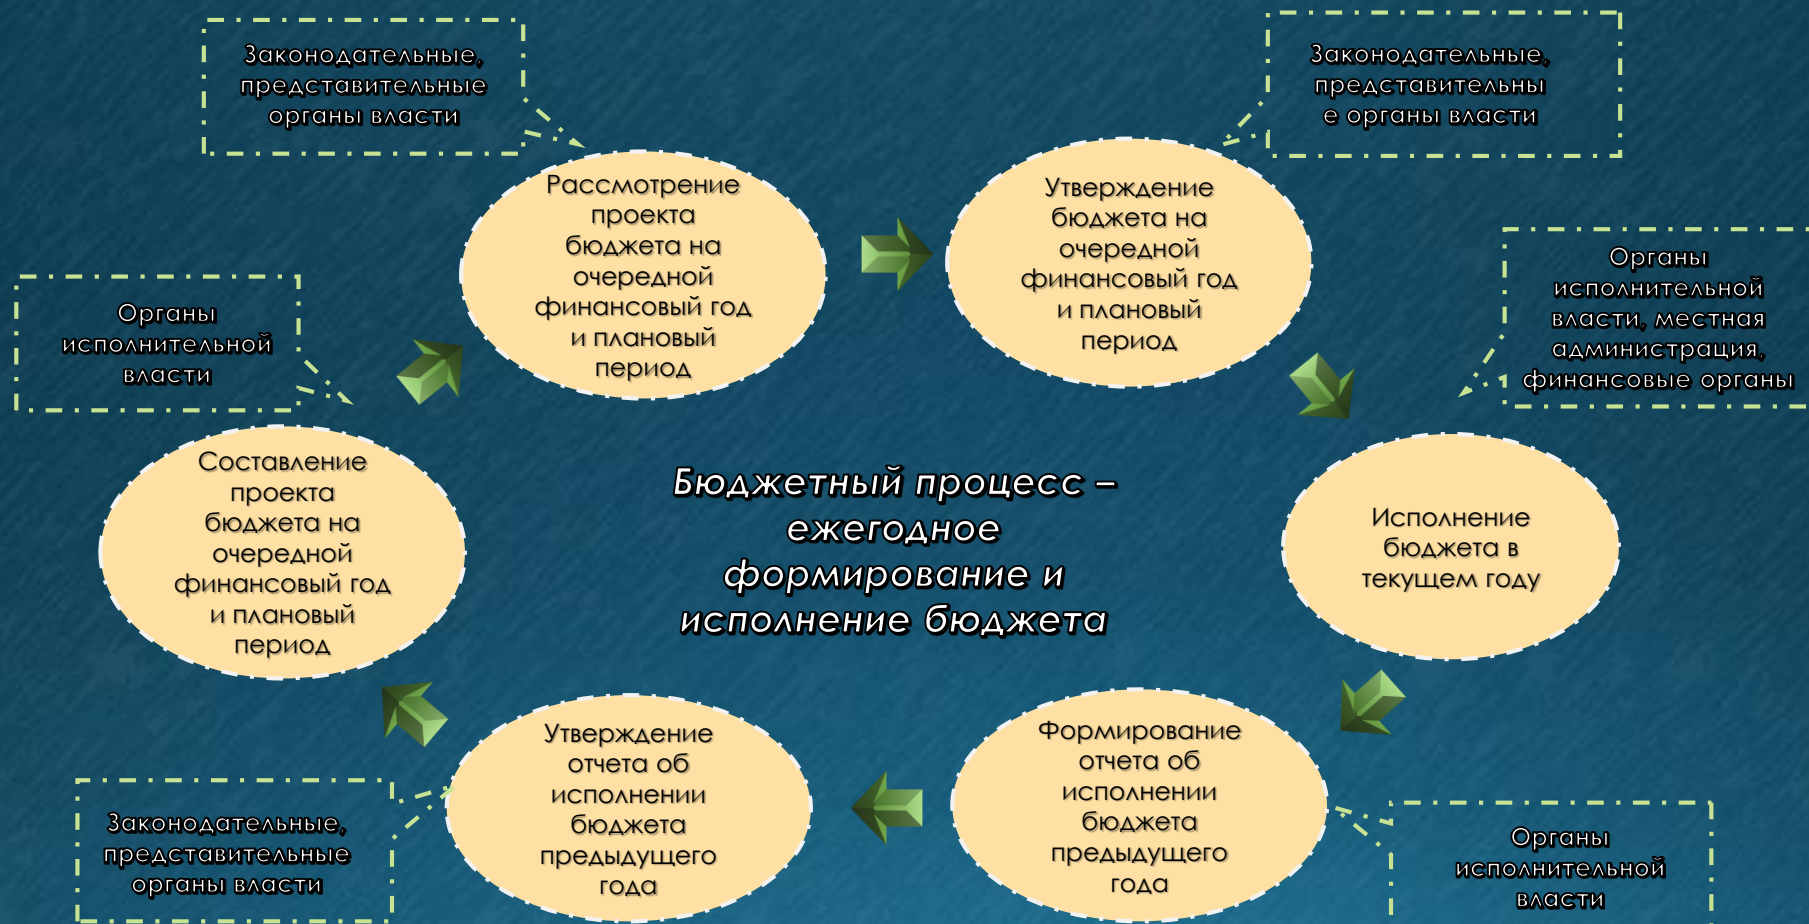 Законодательные,
представительные
органы власти
Законодательные,
представительны
е органы власти
Рассмотрение
проекта
бюджета на
очередной
финансовый год
и плановый
период
Утверждение
бюджета на
очередной
финансовый год
и плановый
период
Органы
исполнительной
власти
Органы
исполнительной
власти, местная
администрация,
финансовые органы
Составление
проекта
бюджета на
очередной
финансовый год
и плановый
период
Бюджетный процесс –
ежегодное
формирование и
исполнение бюджета
Исполнение
бюджета в
текущем году
Утверждение
отчета об
исполнении
бюджета
предыдущего
года
Формирование
отчета об
исполнении
бюджета
предыдущего
года
Законодательные,
представительные
органы власти
Органы
исполнительной
власти